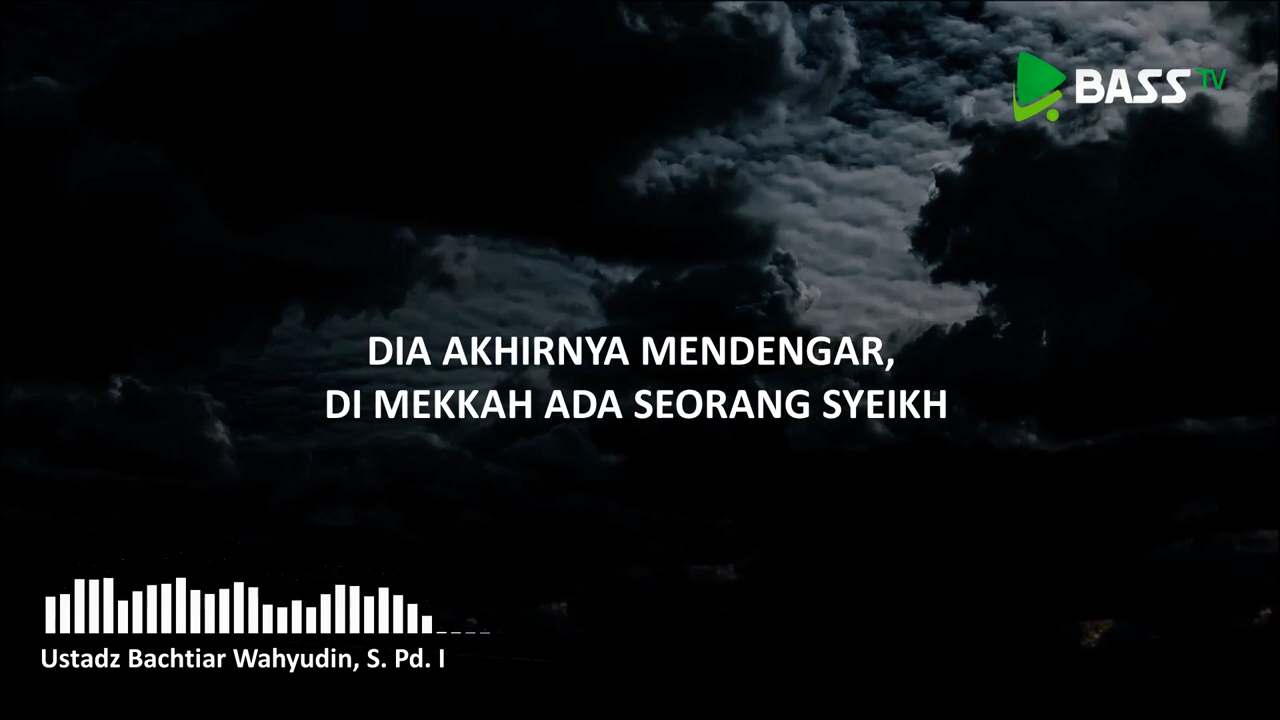 BASS TV
DIA AKHIRNYA MENDENGAR,
DI MEKKAH ADA SEORANG SYEIKH
Ustadz Bachtiar Wahyudin, S. Pd. I